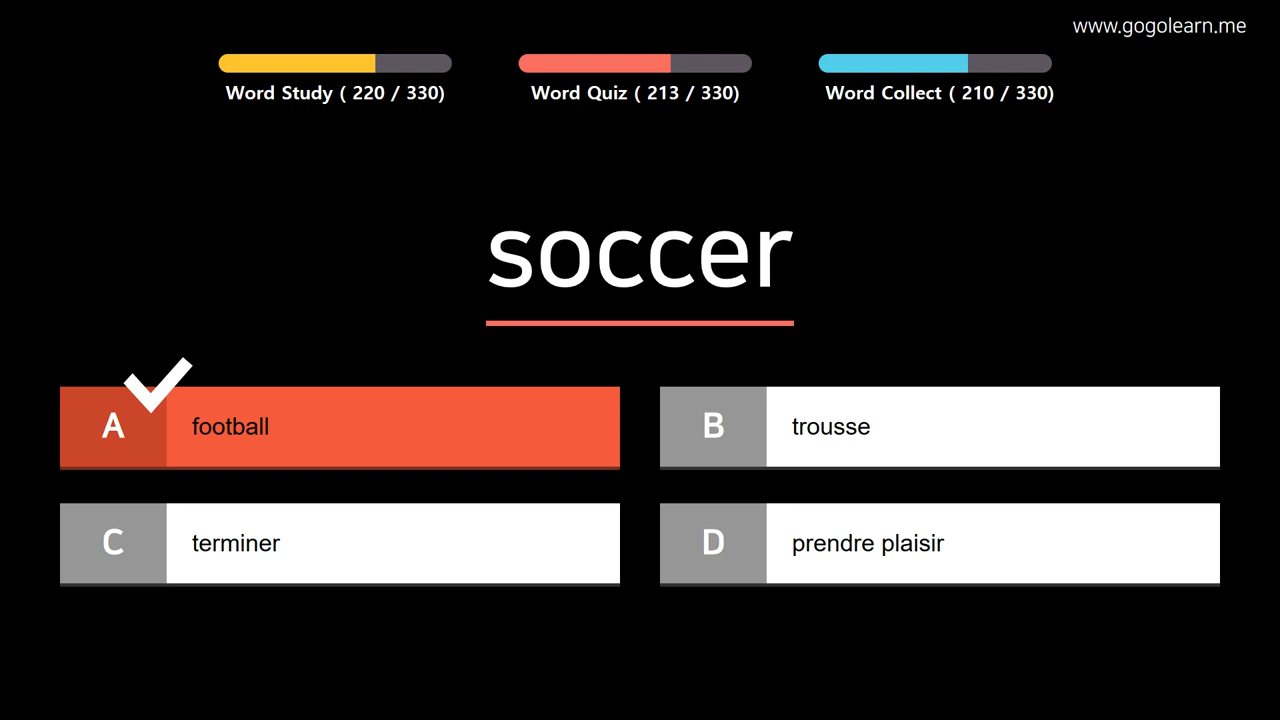 www.gogolearn.me
Word Study ( 220 / 330)
Word Quiz ( 213 / 330)
Word Collect ( 210 / 330)
soccer
A football
B trousse
C terminer
D prendre plaisir